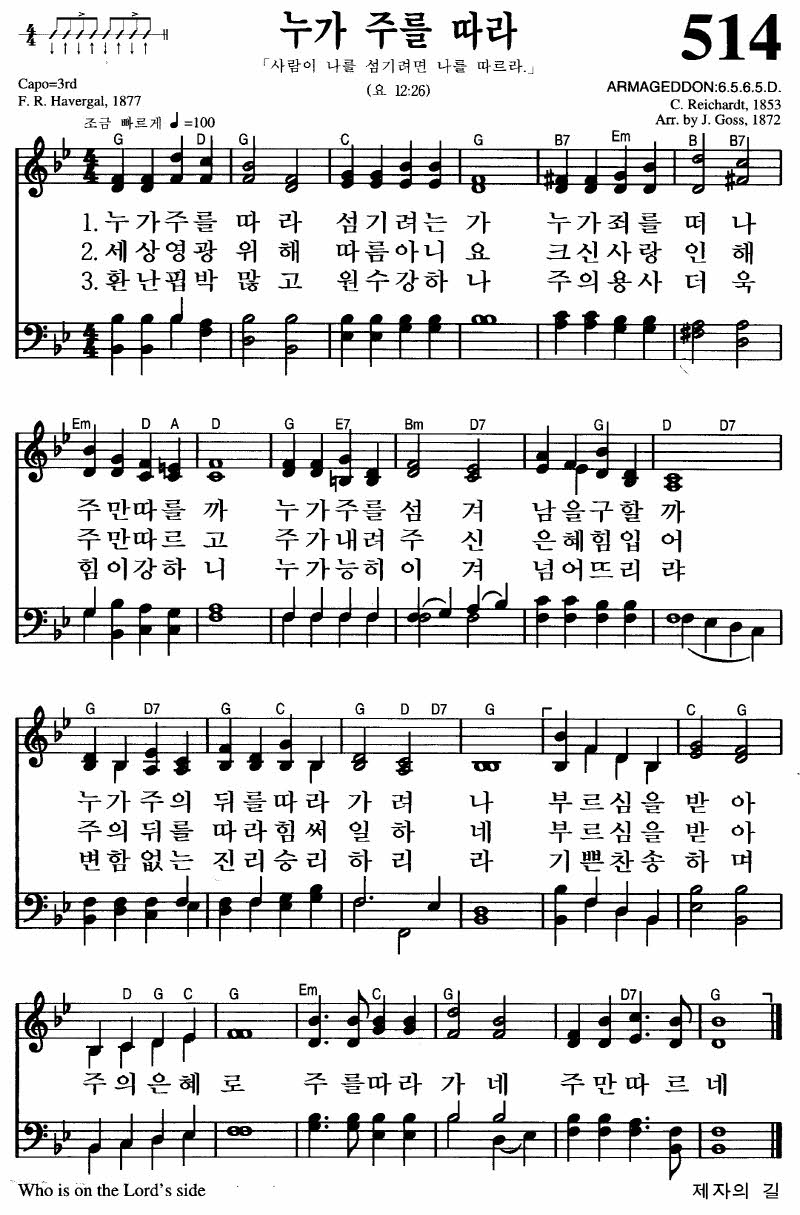 누가 주를 따라
514
「사람이 나를 섬기려면 나를 따르라.」
(요 12:26)
Capo=3rd
F. R. Havergal, 1877
ARMAGEDDON:6.5.6.5.D.
C. Reichardt, 1853
Arr. by J. Goss, 1872
조금 빠르게 ♩=100
G D G C G B7 Em B B7
1. 누가주를 따라 섬기려는가 누가죄를 떠나
2. 세상영광 위해 따름아니요 크신사랑 인해
3. 환난핍박 많고 원수강하나 주의용사 더욱
Em D A D G E7 Bm D7 G D D7
주만따를까 누가주를 섬겨 남을구할까
주만따르고 주가내려 주신 은혜힘입어
힘이강하니 누가능히 이겨 넘어뜨리랴
G D7 G C G D D7 G C G
누가주의 뒤를따라 가려나 부르심을 받아
주의뒤를 따라힘써 일하네 부르심을 받아
변함없는 진리승리 하리라 기쁜찬송 하며
D G C G Em C G D7 G
주의은혜로 주를따라 가네 주만따르네
Who is on the Lord's side
제자의 길